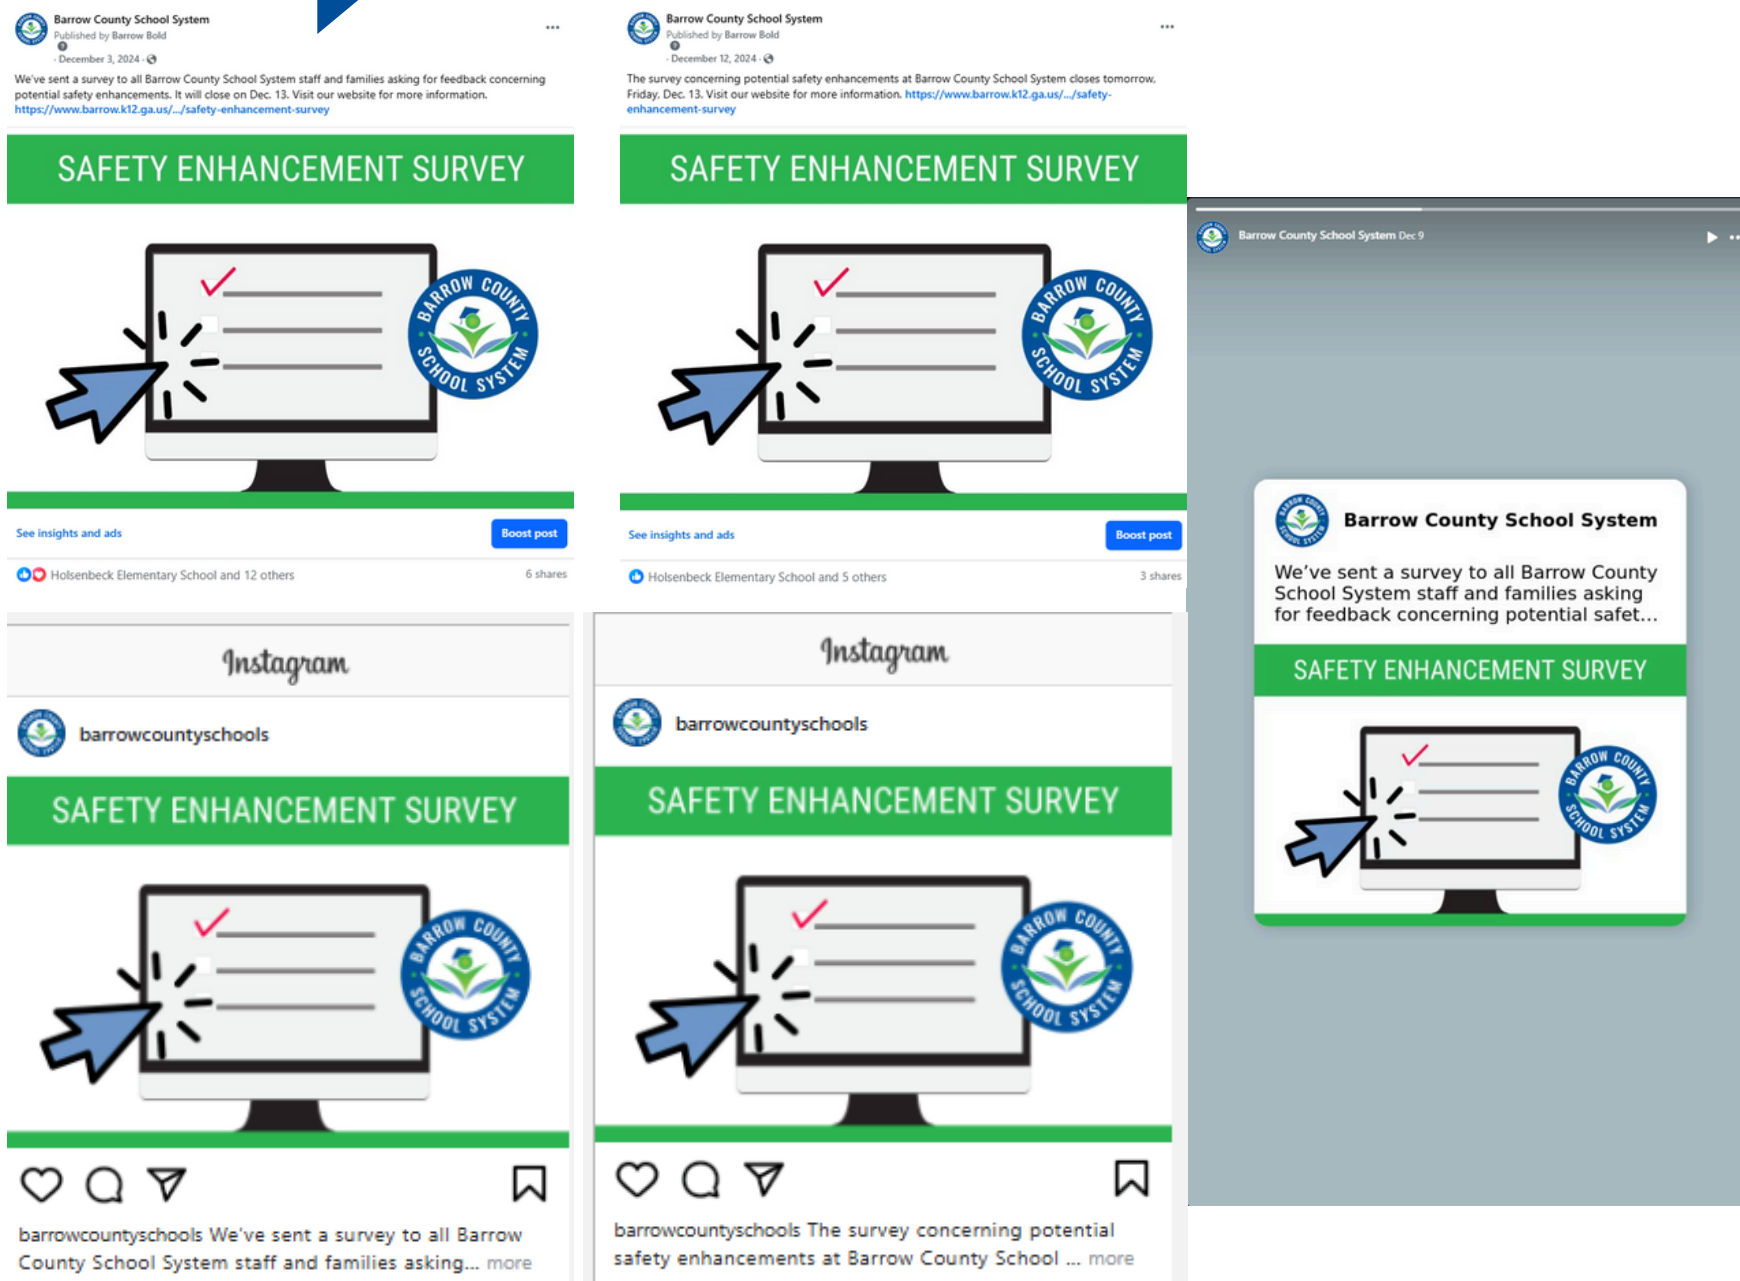 Barrow County School System
Published by Barrow Bold
· December 3, 2024 ·
We've sent a survey to all Barrow County School System staff and families asking for feedback concerning
potential safety enhancements. It will close on Dec. 13. Visit our website for more information.
https://www.barrow.k12.ga.us/.../safety-enhancement-survey
SAFETY ENHANCEMENT SURVEY
BARROW COUNTY
SCHOOL SYSTEM
See insights and ads
Boost post
Holsenbeck Elementary School and 12 others
6 shares
Barrow County School System
Published by Barrow Bold
· December 12, 2024 ·
The survey concerning potential safety enhancements at Barrow County School System closes tomorrow,
Friday, Dec. 13. Visit our website for more information. https://www.barrow.k12.ga.us/.../safety-
enhancement-survey
SAFETY ENHANCEMENT SURVEY
BARROW COUNTY
SCHOOL SYSTEM
See insights and ads
Boost post
Holsenbeck Elementary School and 5 others
3 shares
Barrow County School System Dec 9
Barrow County School System
We've sent a survey to all Barrow County
School System staff and families asking
for feedback concerning potential safet...
SAFETY ENHANCEMENT SURVEY
BARROW COUNTY
SCHOOL SYSTEM
Instagram
barrowcountyschools
SAFETY ENHANCEMENT SURVEY
BARROW COUNTY
SCHOOL SYSTEM
barrowcountyschools We've sent a survey to all Barrow
County School System staff and families asking... more
Instagram
barrowcountyschools
SAFETY ENHANCEMENT SURVEY
BARROW COUNTY
SCHOOL SYSTEM
barrowcountyschools The survey concerning potential
safety enhancements at Barrow County School ... more